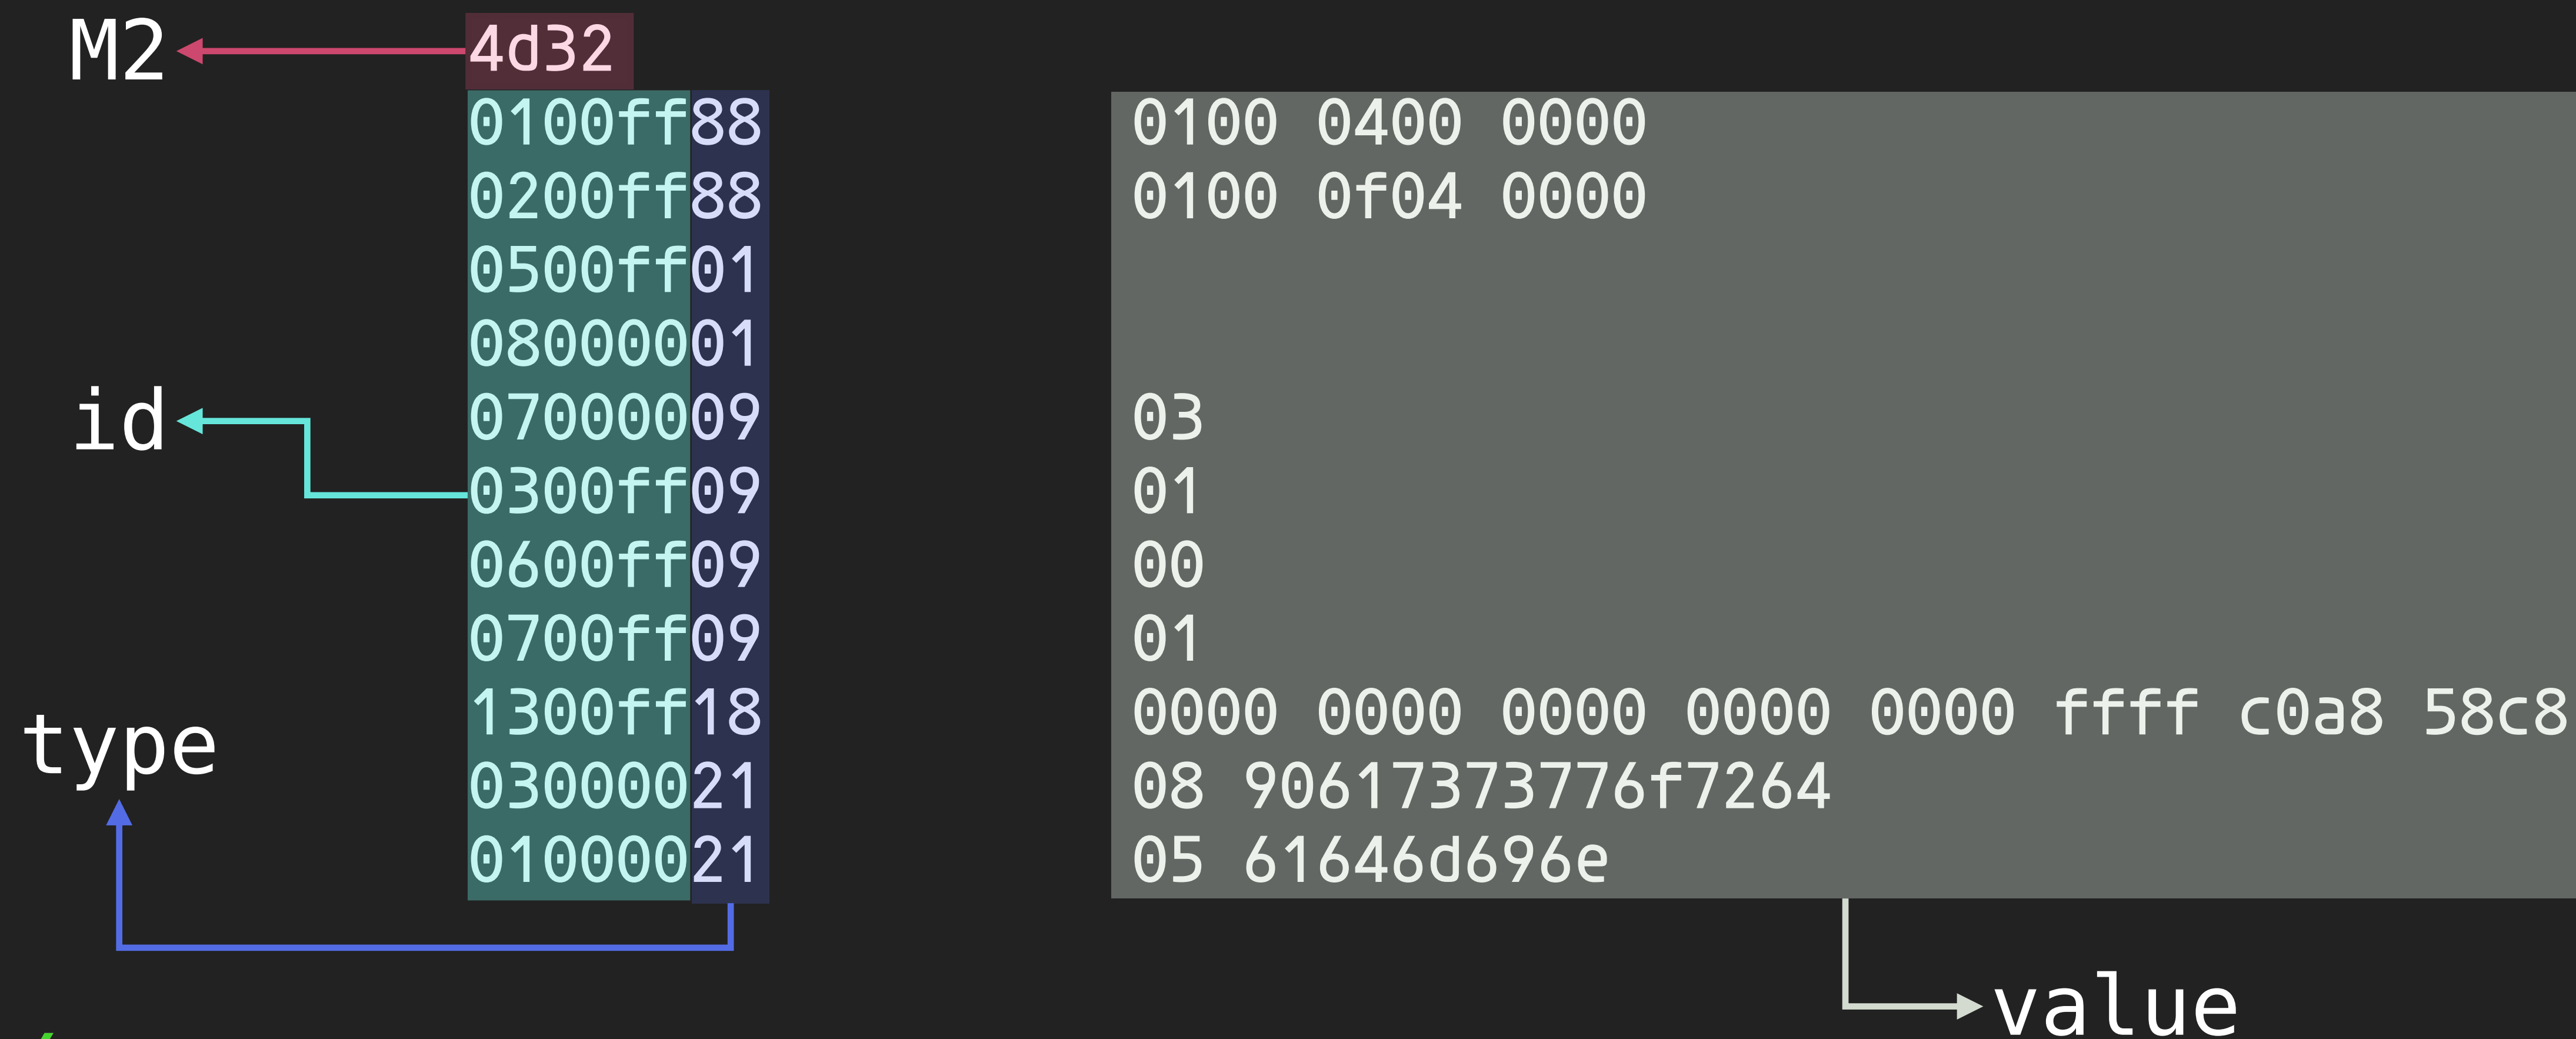 M2 4d32
0100ff88 0100 0400 0000
0200ff88 0100 0f04 0000
0500ff01
08000001
id 07000009 03
0300ff09 01
0600ff09 00
0700ff09 01
type 1300ff18 0000 0000 0000 0000 0000 ffff c0a8 58c8
03000021 08 90617373776f7264
01000021 05 61646d696e
value